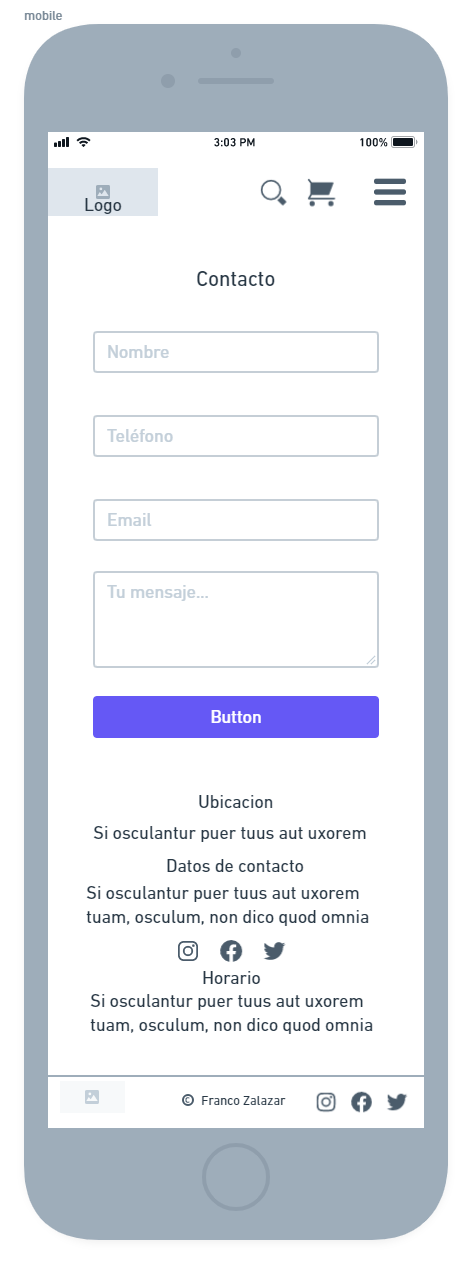 mobile
3:03 PM
100%
Logo
Contacto
Nombre
Teléfono
Email
Tu mensaje...
Button
Ubicacion
Si osculantur puer tuus aut uxorem
Datos de contacto
Si osculantur puer tuus aut uxorem
tuam, osculum, non dico quod omnia
Horario
Si osculantur puer tuus aut uxorem
tuam, osculum, non dico quod omnia
© Franco Zalazar